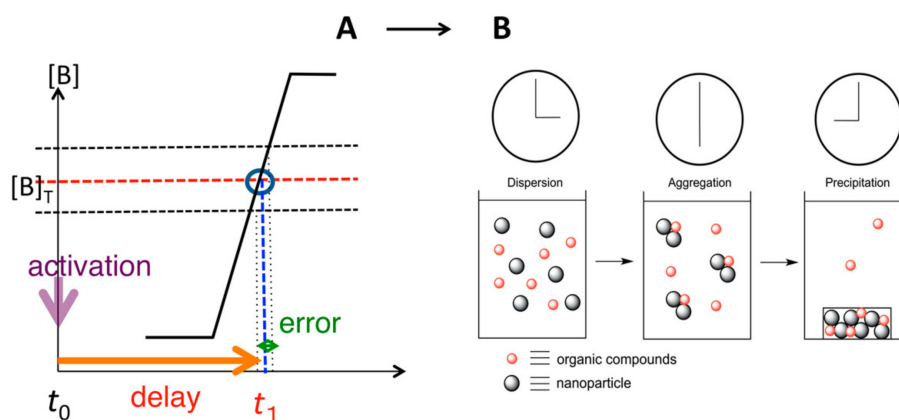 A → B
[B]
[B]T
activation
error
delay
t0
t1
Dispersion
Aggregation
Precipitation
organic compounds
nanoparticle